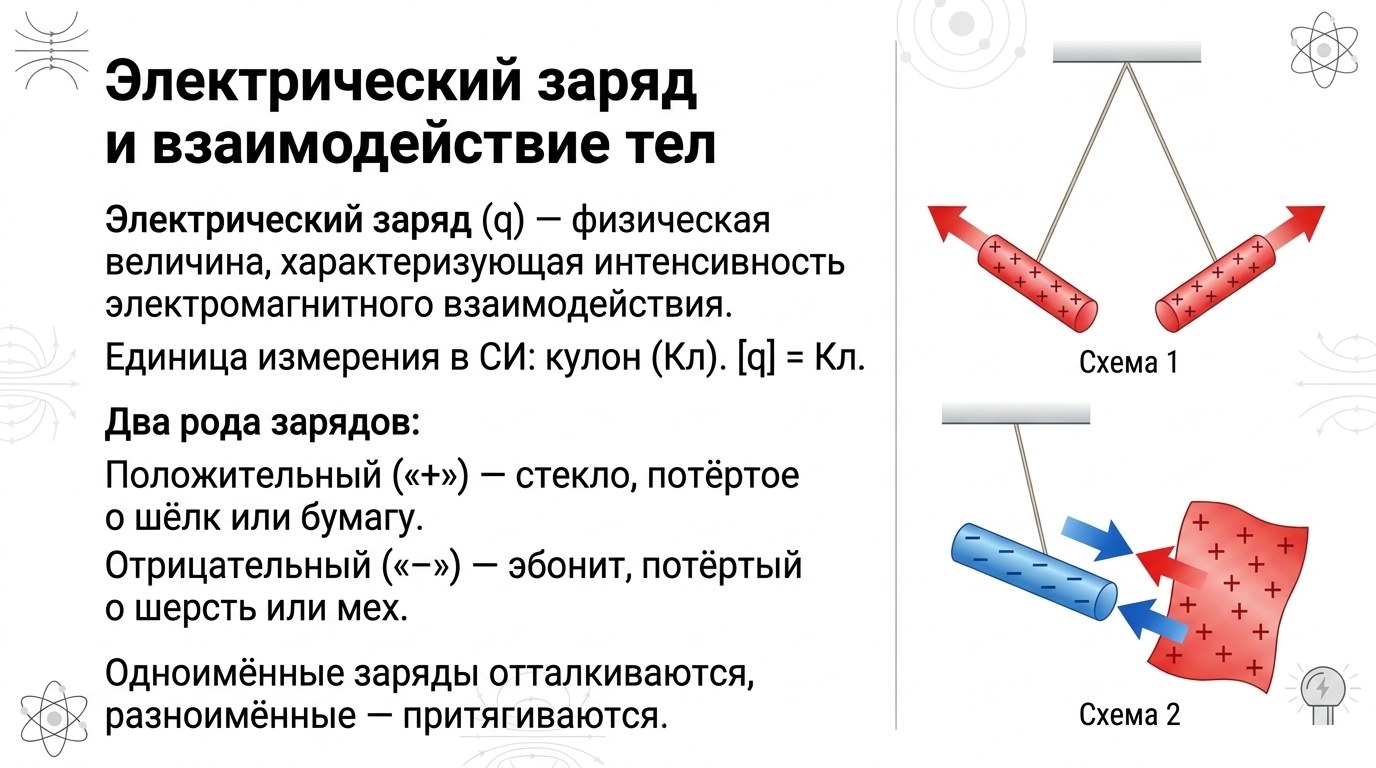 Электрический заряд
и взаимодействие тел
Электрический заряд (q) — физическая
величина, характеризующая интенсивность
электромагнитного взаимодействия.
Единица измерения в СИ: кулон (Кл). [q] = Кл.
Два рода зарядов:
Положительный («+») — стекло, потёртое
о шёлк или бумагу.
Отрицательный («–») — эбонит, потёртый
о шерсть или мех.
Одноимённые заряды отталкиваются,
разноимённые — притягиваются.
Схема 1
Схема 2